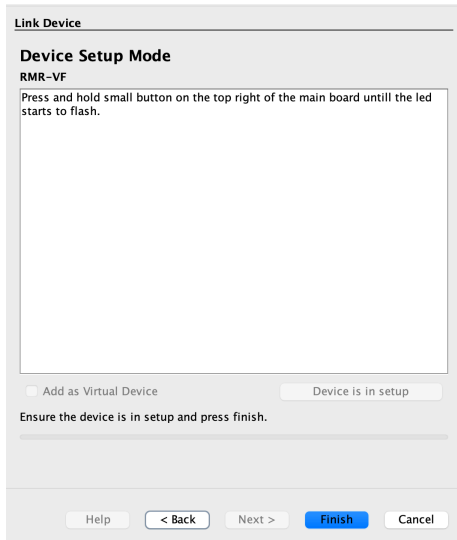 Link Device
Device Setup Mode
RMR-VF
Press and hold small button on the top right of the main board untill the led
starts to flash.
Add as Virtual Device
Device is in setup
Ensure the device is in setup and press finish.
Help
< Back
Next >
Finish
Cancel